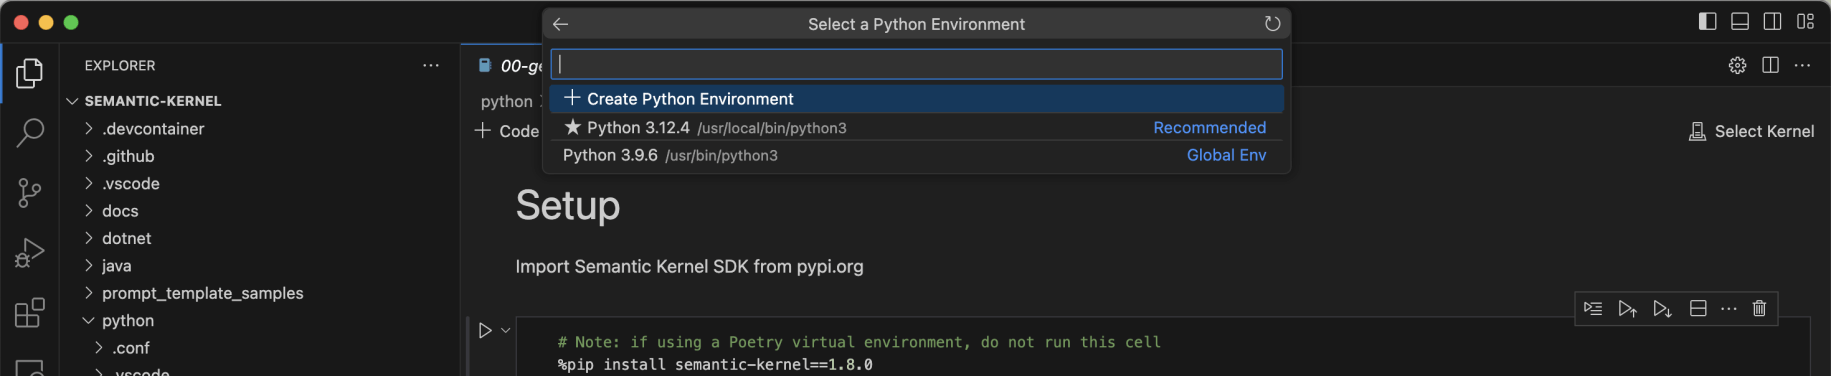 Select a Python Environment
EXPLORER
00-ge
SEMANTIC-KERNEL
Create Python Environment
python
.devcontainer
Code
Python 3.12.4 /usr/local/bin/python3 Recommended
Select Kernel
.github
Python 3.9.6 /usr/bin/python3 Global Env
.vscode
docs
Setup
dotnet
java
Import Semantic Kernel SDK from pypi.org
prompt_template_samples
python
.conf
# Note: if using a Poetry virtual environment, do not run this cell
%pip install semantic-kernel==1.8.0
.vscode